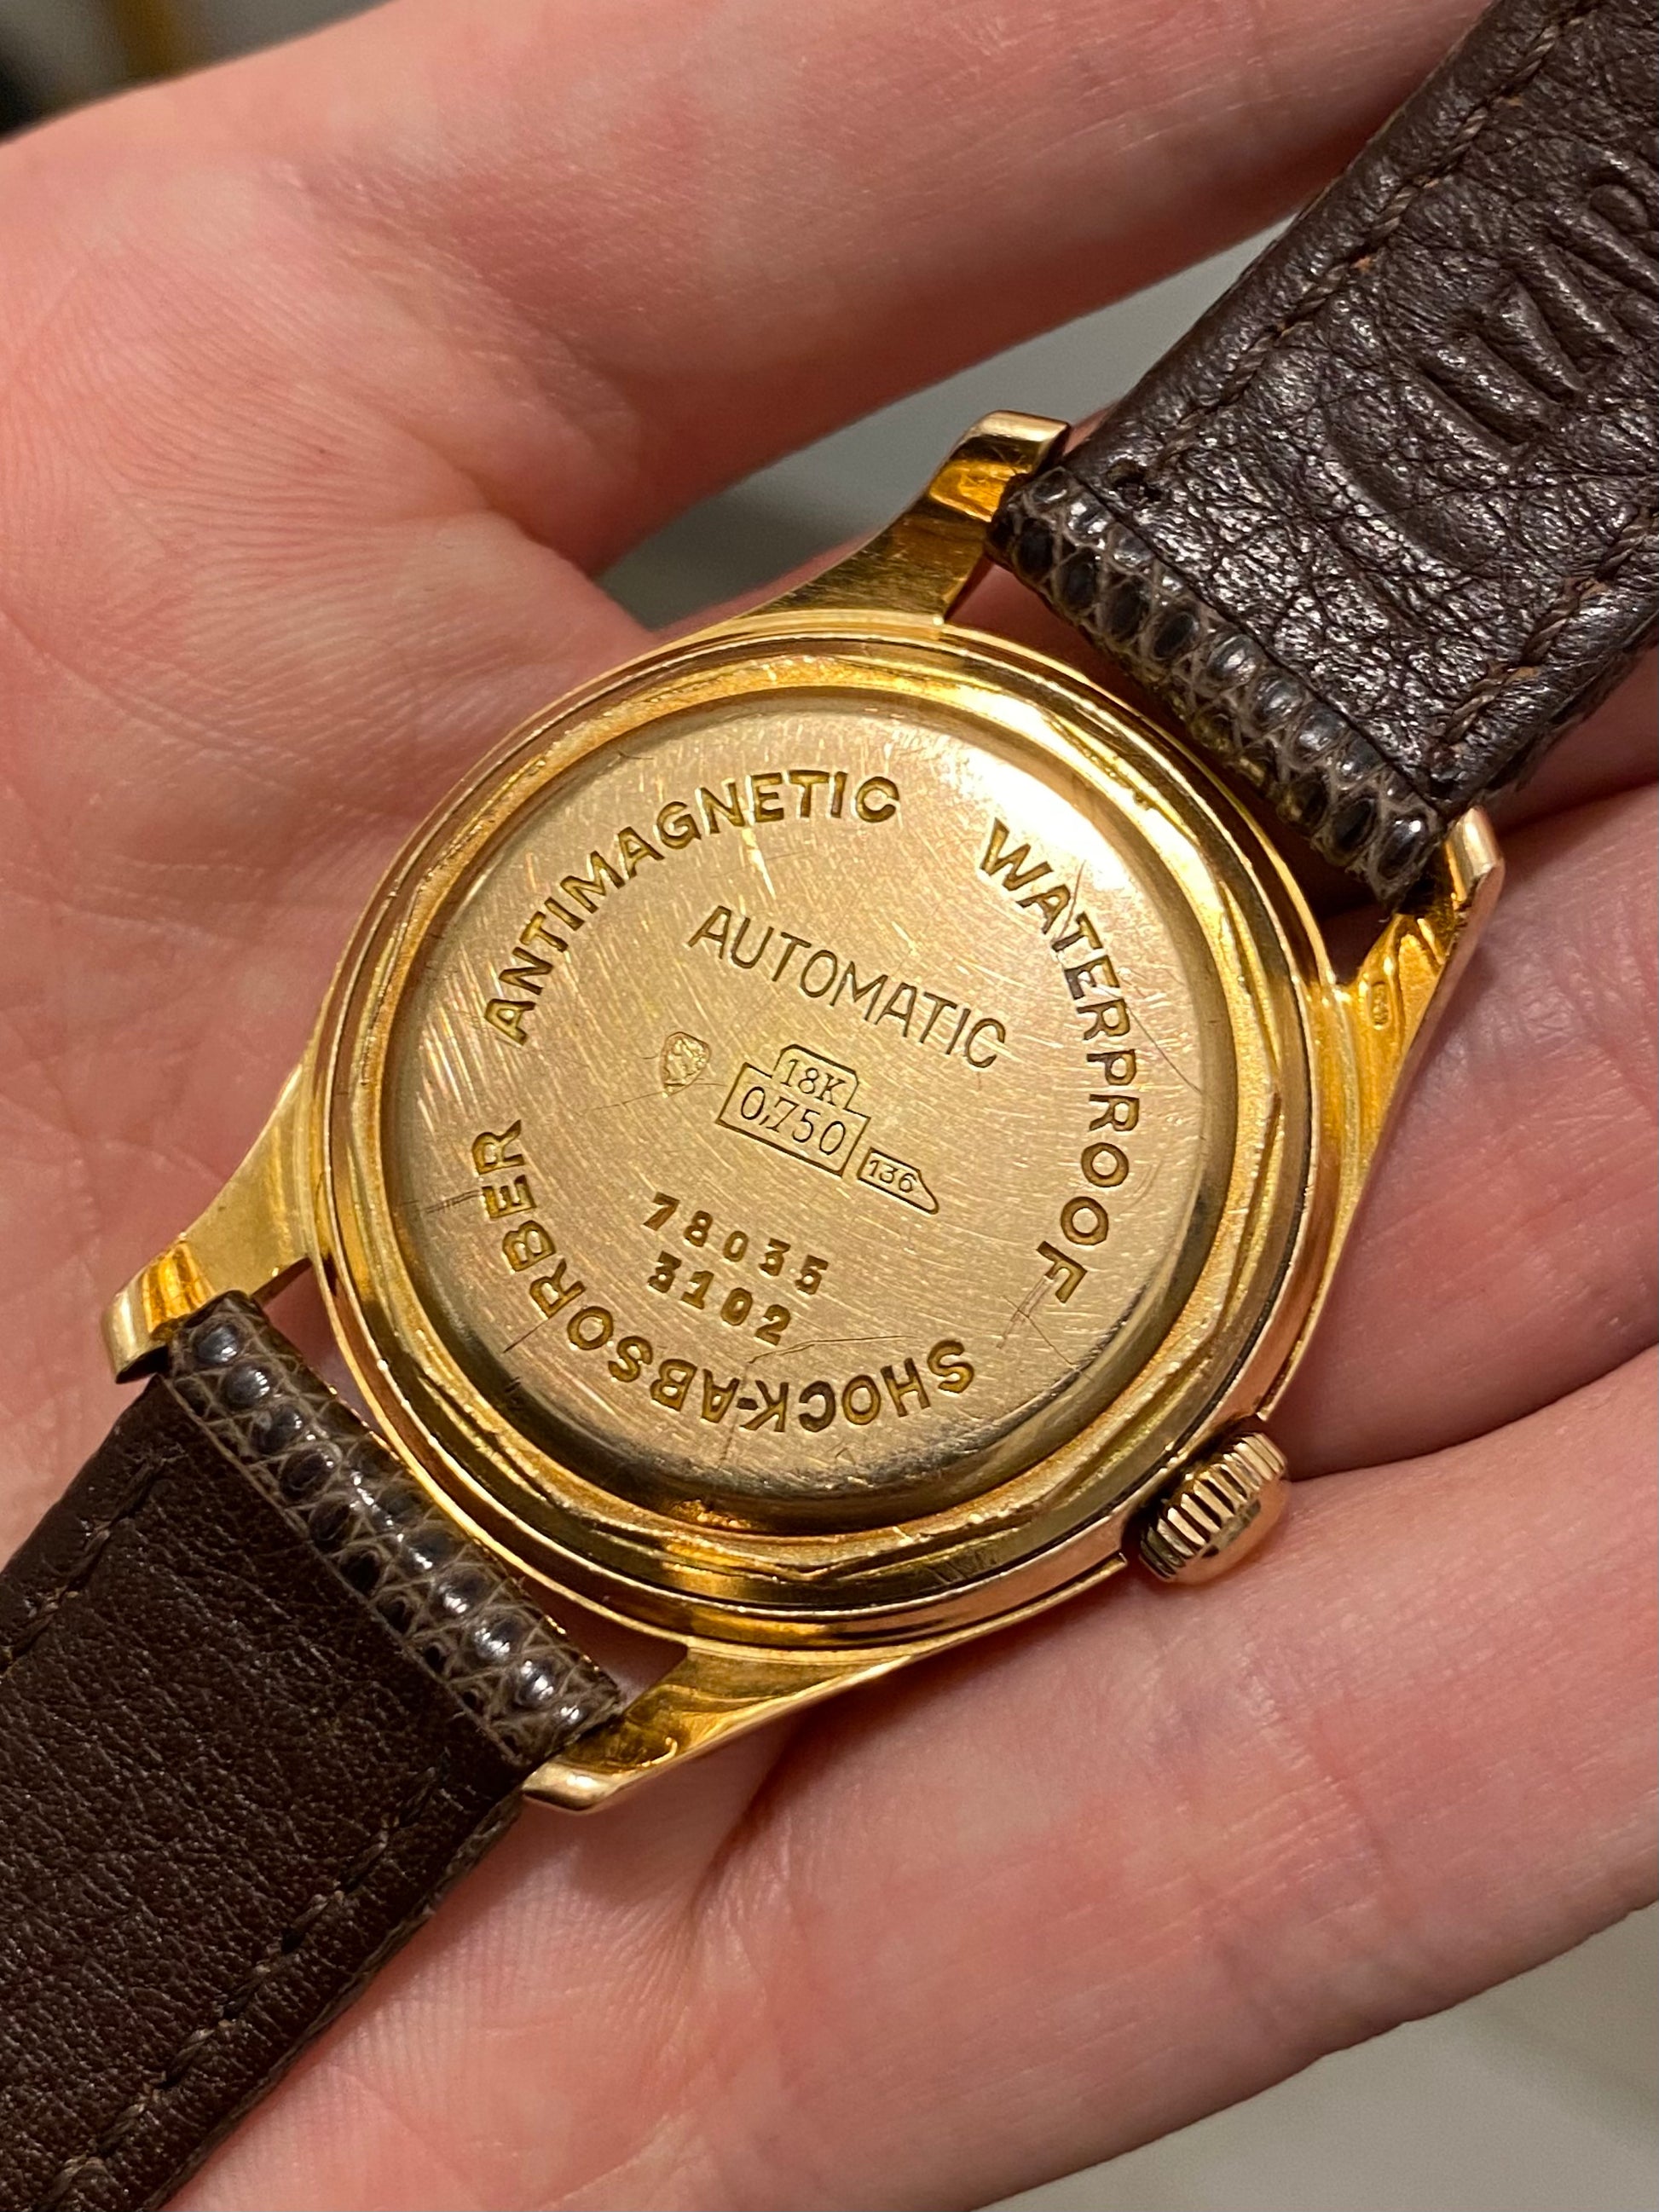 ANTIMAGNETIC
WATERPROOF
SHOCK-ABSORBER
AUTOMATIC
18K
0,750
136
78035
3102